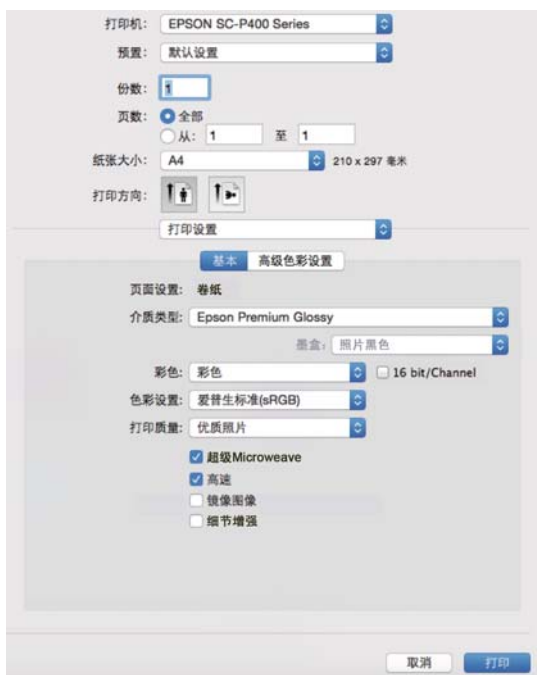 打印机: EPSON SC-P400 Series
预置: 默认设置
份数: 1
页数: 全部
从: 1 至 1
纸张大小: A4 210 x 297 毫米
打印方向:
打印设置
基本 高级色彩设置
页面设置: 卷纸
介质类型: Epson Premium Glossy
墨盒: 照片黑色
彩色: 彩色 16 bit/Channel
色彩设置: 爱普生标准(sRGB)
打印质量: 优质照片
超级Microweave
高速
镜像图像
细节增强
取消 打印